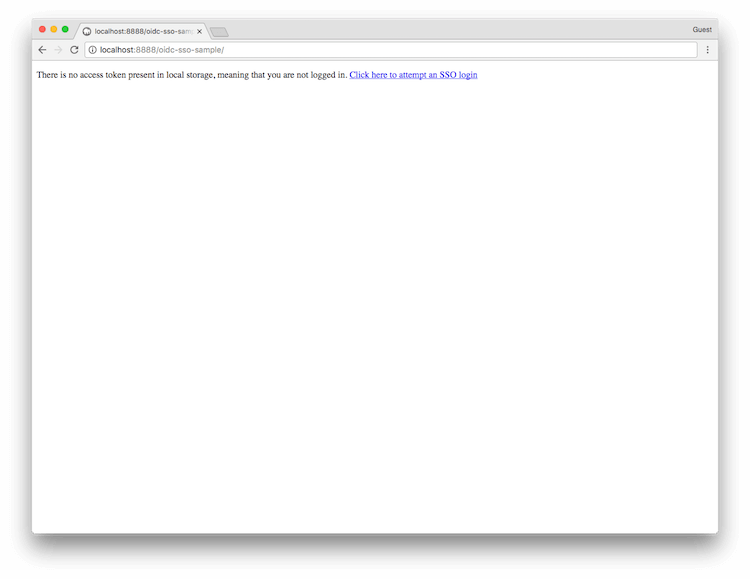 localhost:8888/oidc-sso-sam
Guest
localhost:8888/oidc-sso-sample/
There is no access token present in local storage, meaning that you are not logged in. Click here to attempt an SSO login